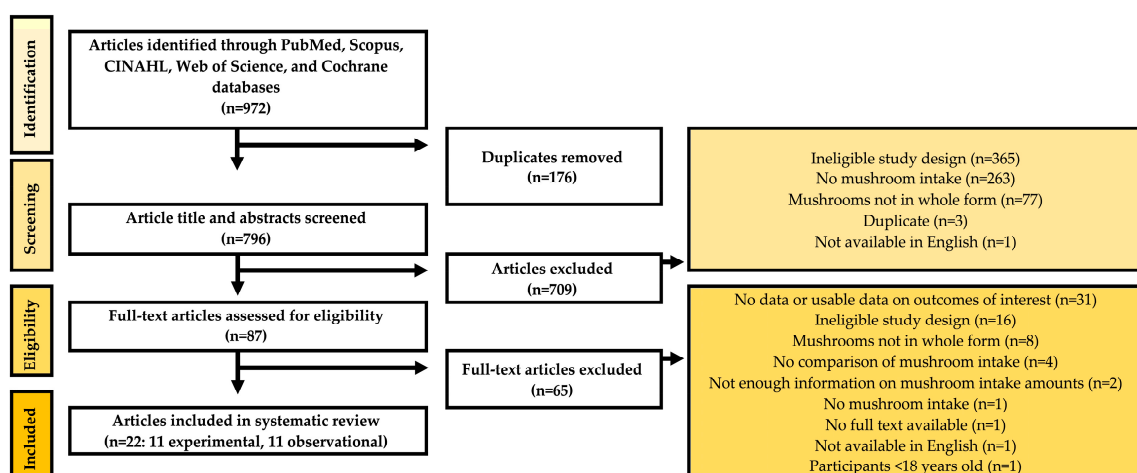 Identification
Articles identified through PubMed, Scopus,
CINAHL, Web of Science, and Cochrane
databases
(n=972)
Duplicates removed
(n=176)
Screening
Article title and abstracts screened
(n=796)
Articles excluded
(n=709)
Ineligible study design (n=365)
No mushroom intake (n=263)
Mushrooms not in whole form (n=77)
Duplicate (n=3)
Not available in English (n=1)
Eligibility
Full-text articles assessed for eligibility
(n=87)
Full-text articles excluded
(n=65)
No data or usable data on outcomes of interest (n=31)
Ineligible study design (n=16)
Mushrooms not in whole form (n=8)
No comparison of mushroom intake (n=4)
Not enough information on mushroom intake amounts (n=2)
No mushroom intake (n=1)
No full text available (n=1)
Not available in English (n=1)
Participants <18 years old (n=1)
Included
Articles included in systematic review
(n=22: 11 experimental, 11 observational)